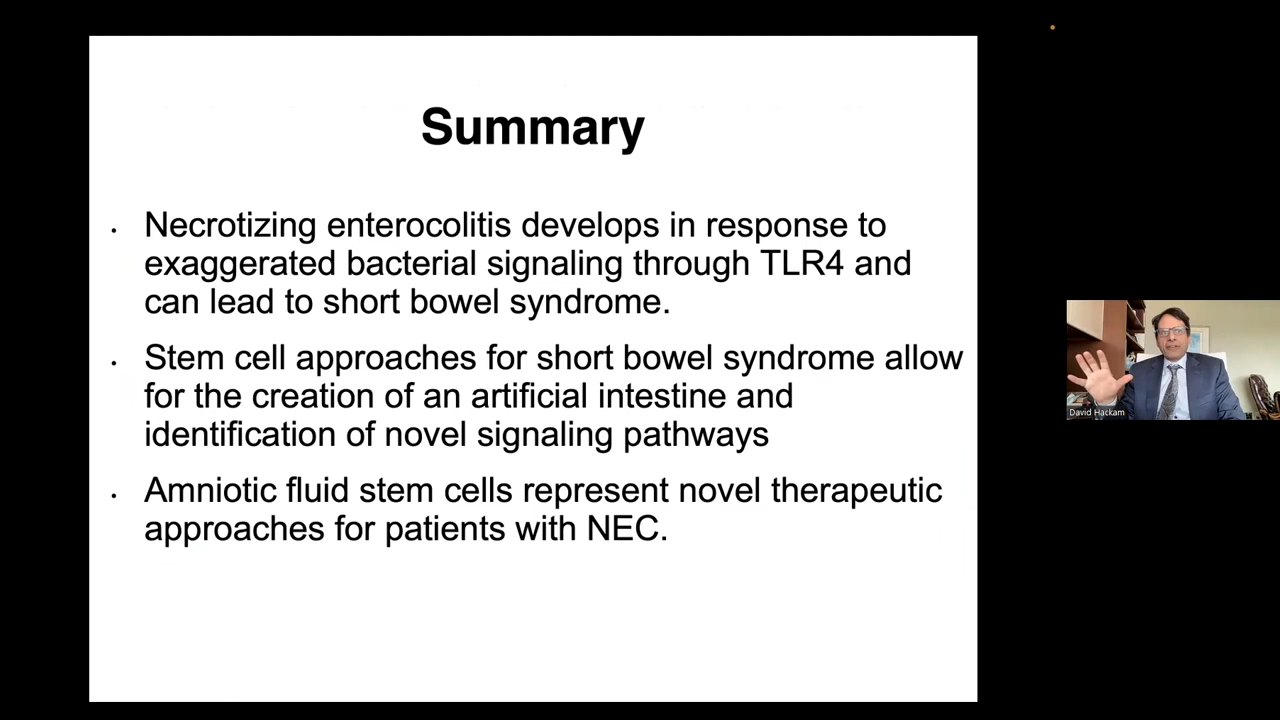 Summary
• Necrotizing enterocolitis develops in response to
exaggerated bacterial signaling through TLR4 and
can lead to short bowel syndrome.
• Stem cell approaches for short bowel syndrome allow
for the creation of an artificial intestine and
identification of novel signaling pathways
• Amniotic fluid stem cells represent novel therapeutic
approaches for patients with NEC.
David Hackam